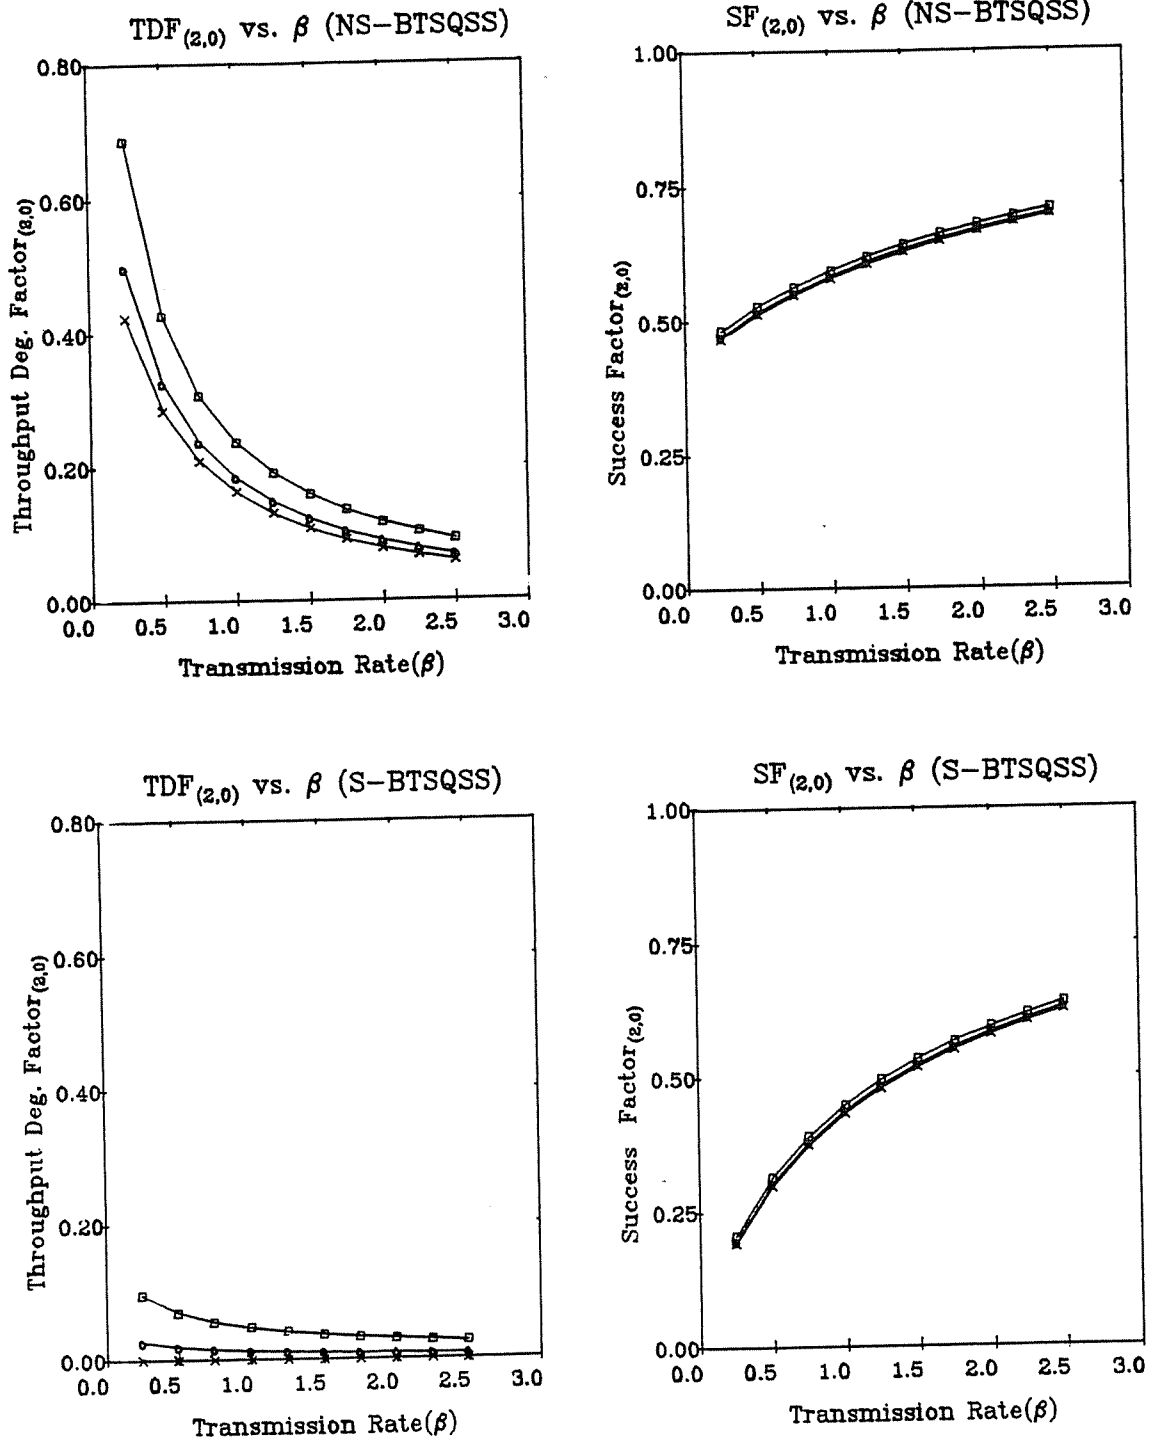 TDF(2,0) vs. β (NS-BTSQSS)
0.80
0.60
0.40
0.20
0.00
Throughput Deg. Factor(2,0)
0.0 0.5 1.0 1.5 2.0 2.5 3.0
Transmission Rate(β)
SF(2,0) vs. β (NS-BTSQSS)
1.00
0.75
0.50
0.25
0.00
Success Factor(2,0)
0.0 0.5 1.0 1.5 2.0 2.5 3.0
Transmission Rate(β)
TDF(2,0) vs. β (S-BTSQSS)
0.80
0.60
0.40
0.20
0.00
Throughput Deg. Factor(2,0)
0.0 0.5 1.0 1.5 2.0 2.5 3.0
Transmission Rate(β)
SF(2,0) vs. β (S-BTSQSS)
1.00
0.75
0.50
0.25
0.00
Success Factor(2,0)
0.0 0.5 1.0 1.5 2.0 2.5 3.0
Transmission Rate(β)